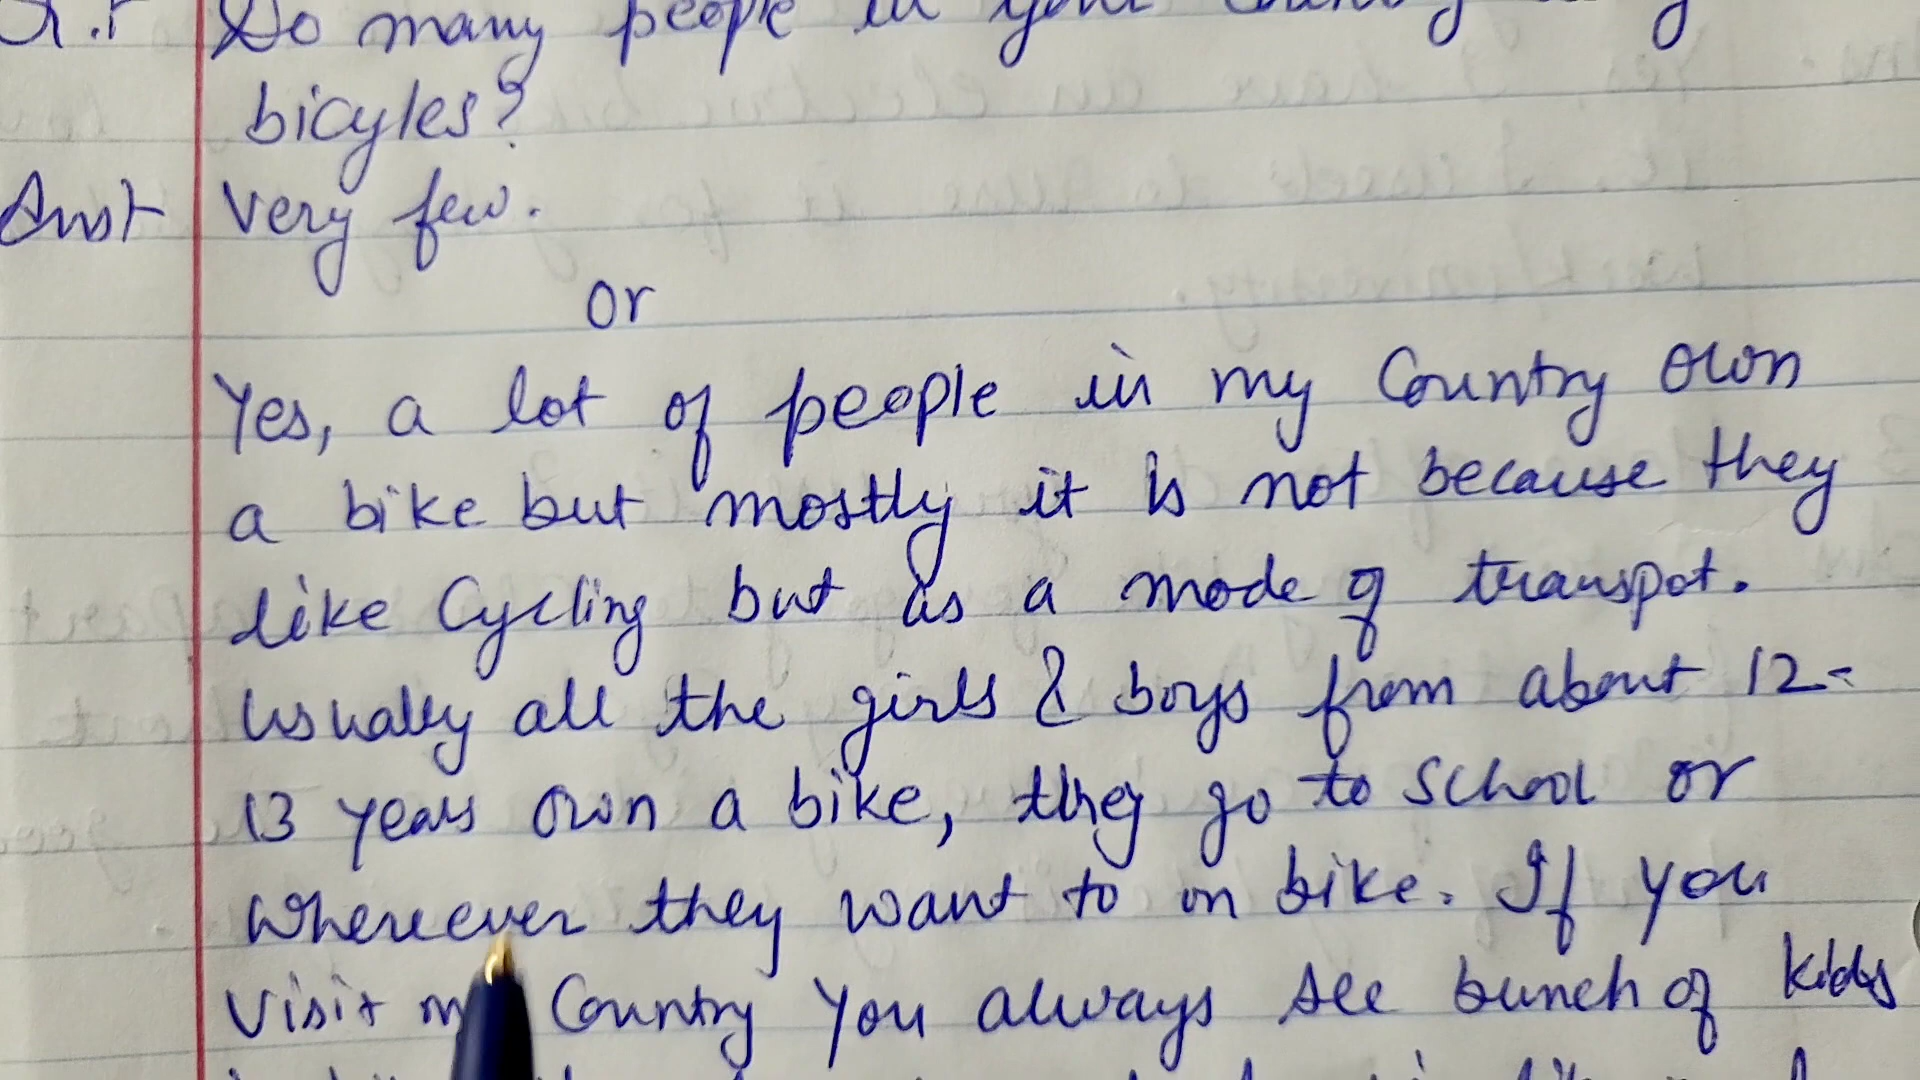 Do many people in your country
bicyles?
Ans+ Very few.
or
Yes, a lot of people in my Country own
a bike but mostly it is not because they
like Cycling but as a mode of transpot.
Usually all the girls & boys from about 12-
13 years own a bike, they go to School or
whereever they want to on bike. If you
visit my Country you always see bunch of kids